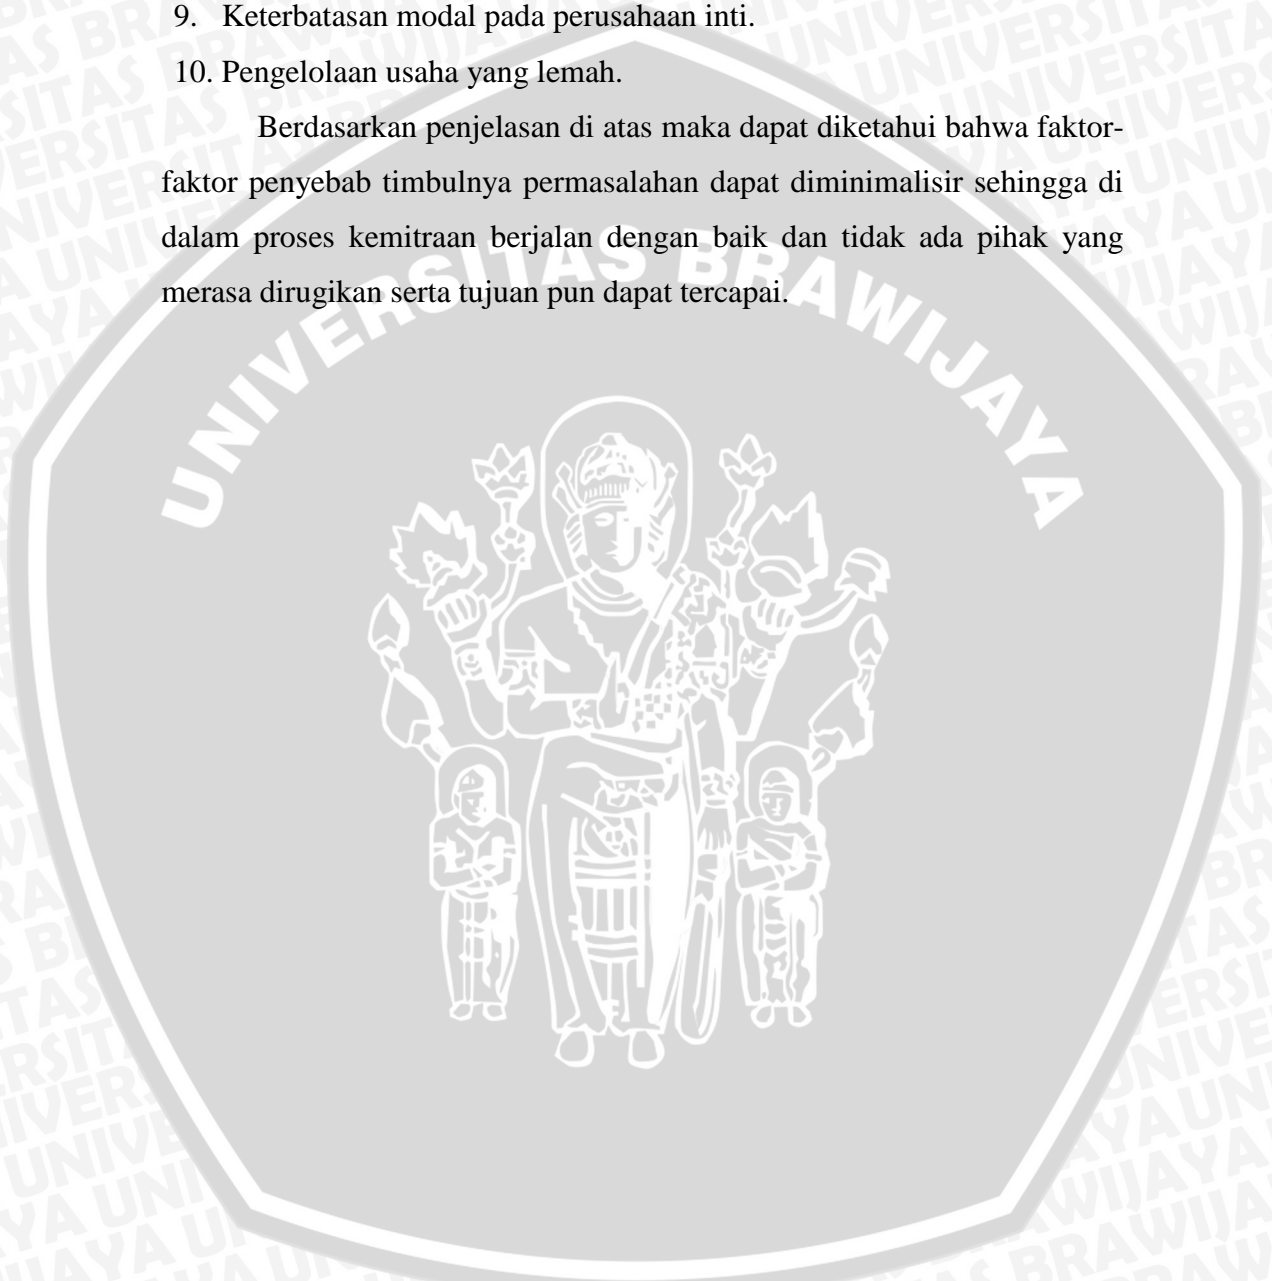 9. Keterbatasan modal pada perusahaan inti.
10. Pengelolaan usaha yang lemah.
Berdasarkan penjelasan di atas maka dapat diketahui bahwa faktor-
faktor penyebab timbulnya permasalahan dapat diminimalisir sehingga di
dalam proses kemitraan berjalan dengan baik dan tidak ada pihak yang
merasa dirugikan serta tujuan pun dapat tercapai.
UNIVERSITAS BRAWIJAYA